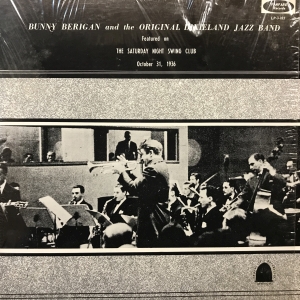 BUNNY BERIGAN and the ORIGINAL DIXIELAND JAZZ BAND
Featured on
THE SATURDAY NIGHT SWING CLUB
October 31, 1936